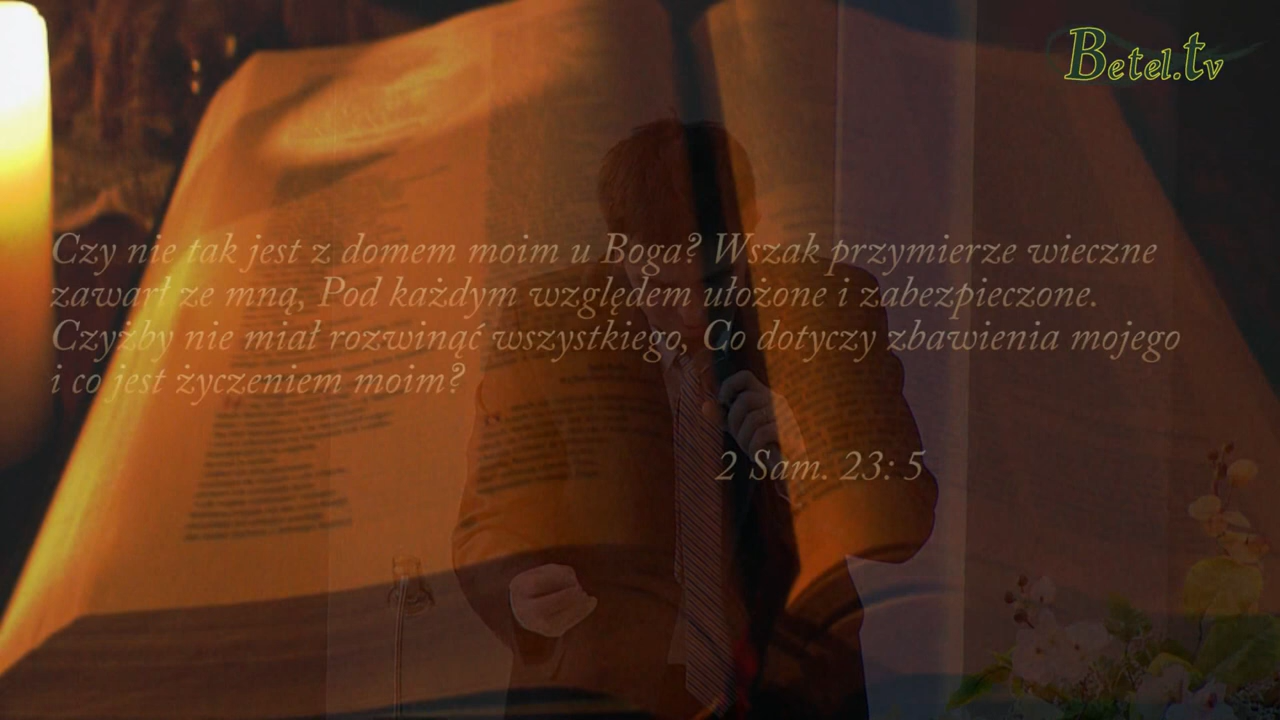 Betel.tv
Czy nie tak jest z domem moim u Boga? Wszak przymierze wieczne
zawarł ze mną, Pod każdym względem ułożone i zabezpieczone.
Czyżby nie miał rozwinąć wszystkiego, Co dotyczy zbawienia mojego
i co jest życzeniem moim?
2 Sam. 23: 5